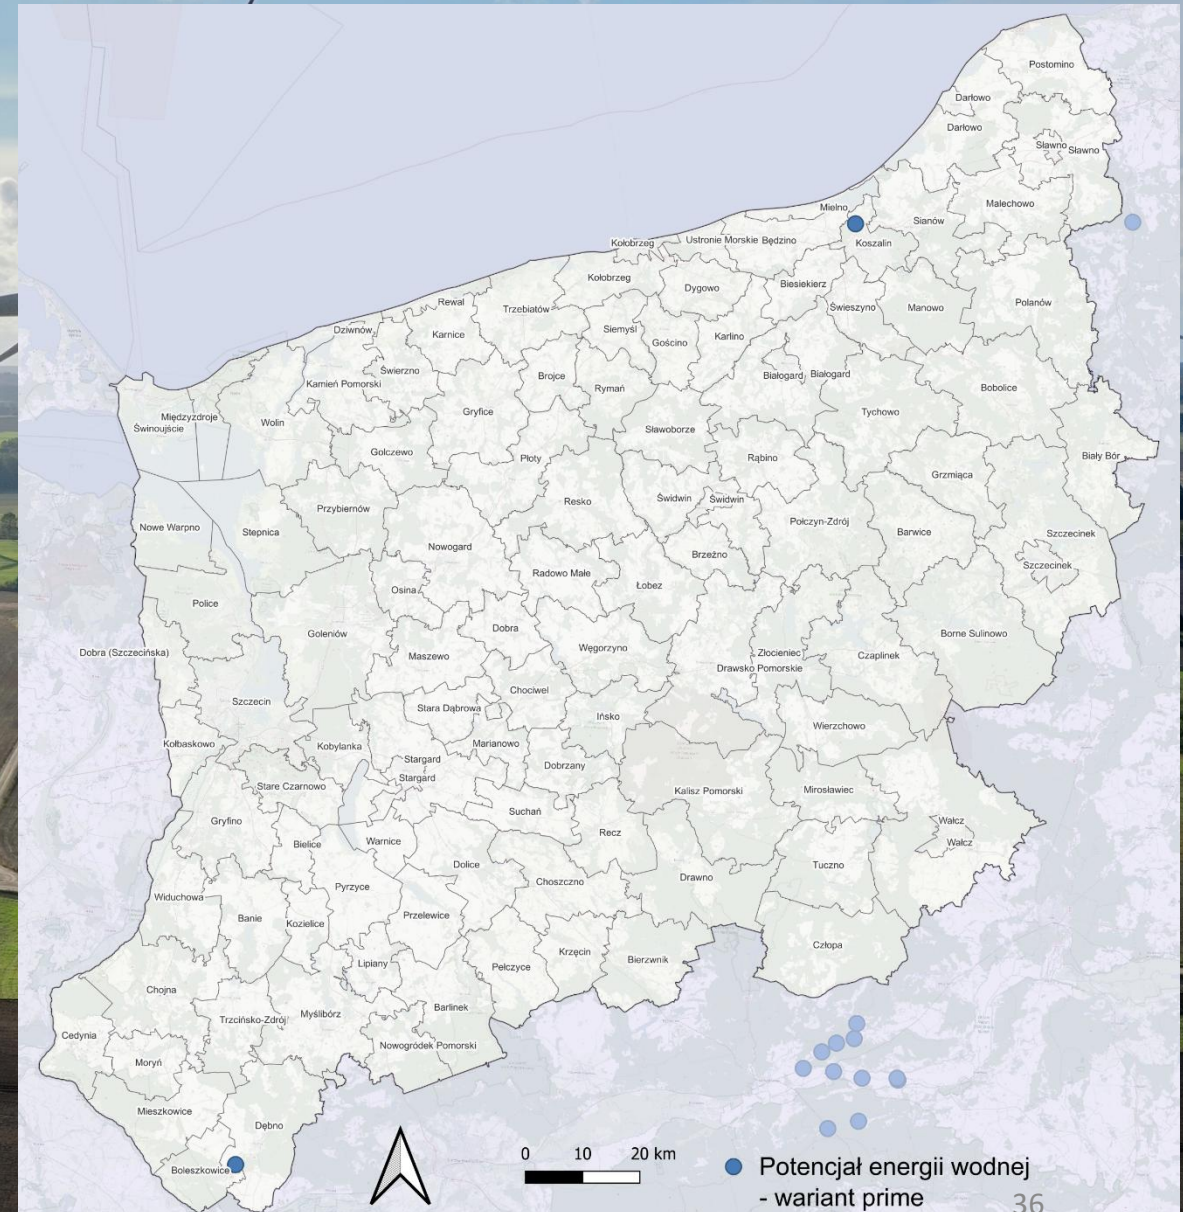 Postomino
Darłowo
Darłowo
Sławno
Sławno
Malechowo
Mielno
Sianów
Kołobrzeg
Ustronie Morskie
Będzino
Koszalin
Kołobrzeg
Dygowo
Biesiekierz
Świeszyno
Manowo
Polanów
Rewal
Trzebiatów
Dziwnów
Karnice
Siemyśl
Gościno
Karlino
Świerzno
Kamień Pomorski
Brojce
Rymań
Białogard
Białogard
Bobolice
Międzyzdroje
Świnoujście
Wolin
Gryfice
Tychowo
Sławoborze
Golczewo
Płoty
Rąbino
Biały Bór
Grzmiąca
Resko
Świdwin
Świdwin
Przybiernów
Połczyn-Zdrój
Nowe Warpno
Stepnica
Barwice
Szczecinek
Nowogard
Brzeżno
Szczecinek
Radowo Małe
Łobez
Osina
Police
Dobra
Goleniów
Borne Sulinowo
Węgorzyno
Dobra (Szczecińska)
Maszewo
Złocieniec
Czaplinek
Drawsko Pomorskie
Chociwel
Szczecin
Stara Dąbrowa
Ińsko
Wierzchowo
Kołbaskowo
Kobylanka
Marianowo
Stargard
Dobrzany
Stargard
Stare Czarnowo
Kalisz Pomorski
Mirosławiec
Suchań
Gryfino
Recz
Wałcz
Bielice
Warnice
Wałcz
Dolice
Tuczno
Choszczno
Drawno
Pyrzyce
Widuchowa
Przelewice
Banie
Kozielice
Człopa
Krzęcin
Bierzwnik
Lipiany
Pełczyce
Chojna
Barlinek
Trzcińsko-Zdrój
Myślibórz
Cedynia
Nowogródek Pomorski
Moryń
Mieszkowice
Dębno
Boleszkowice
0 10 20 km
Potencjał energii wodnej
- wariant prime
36